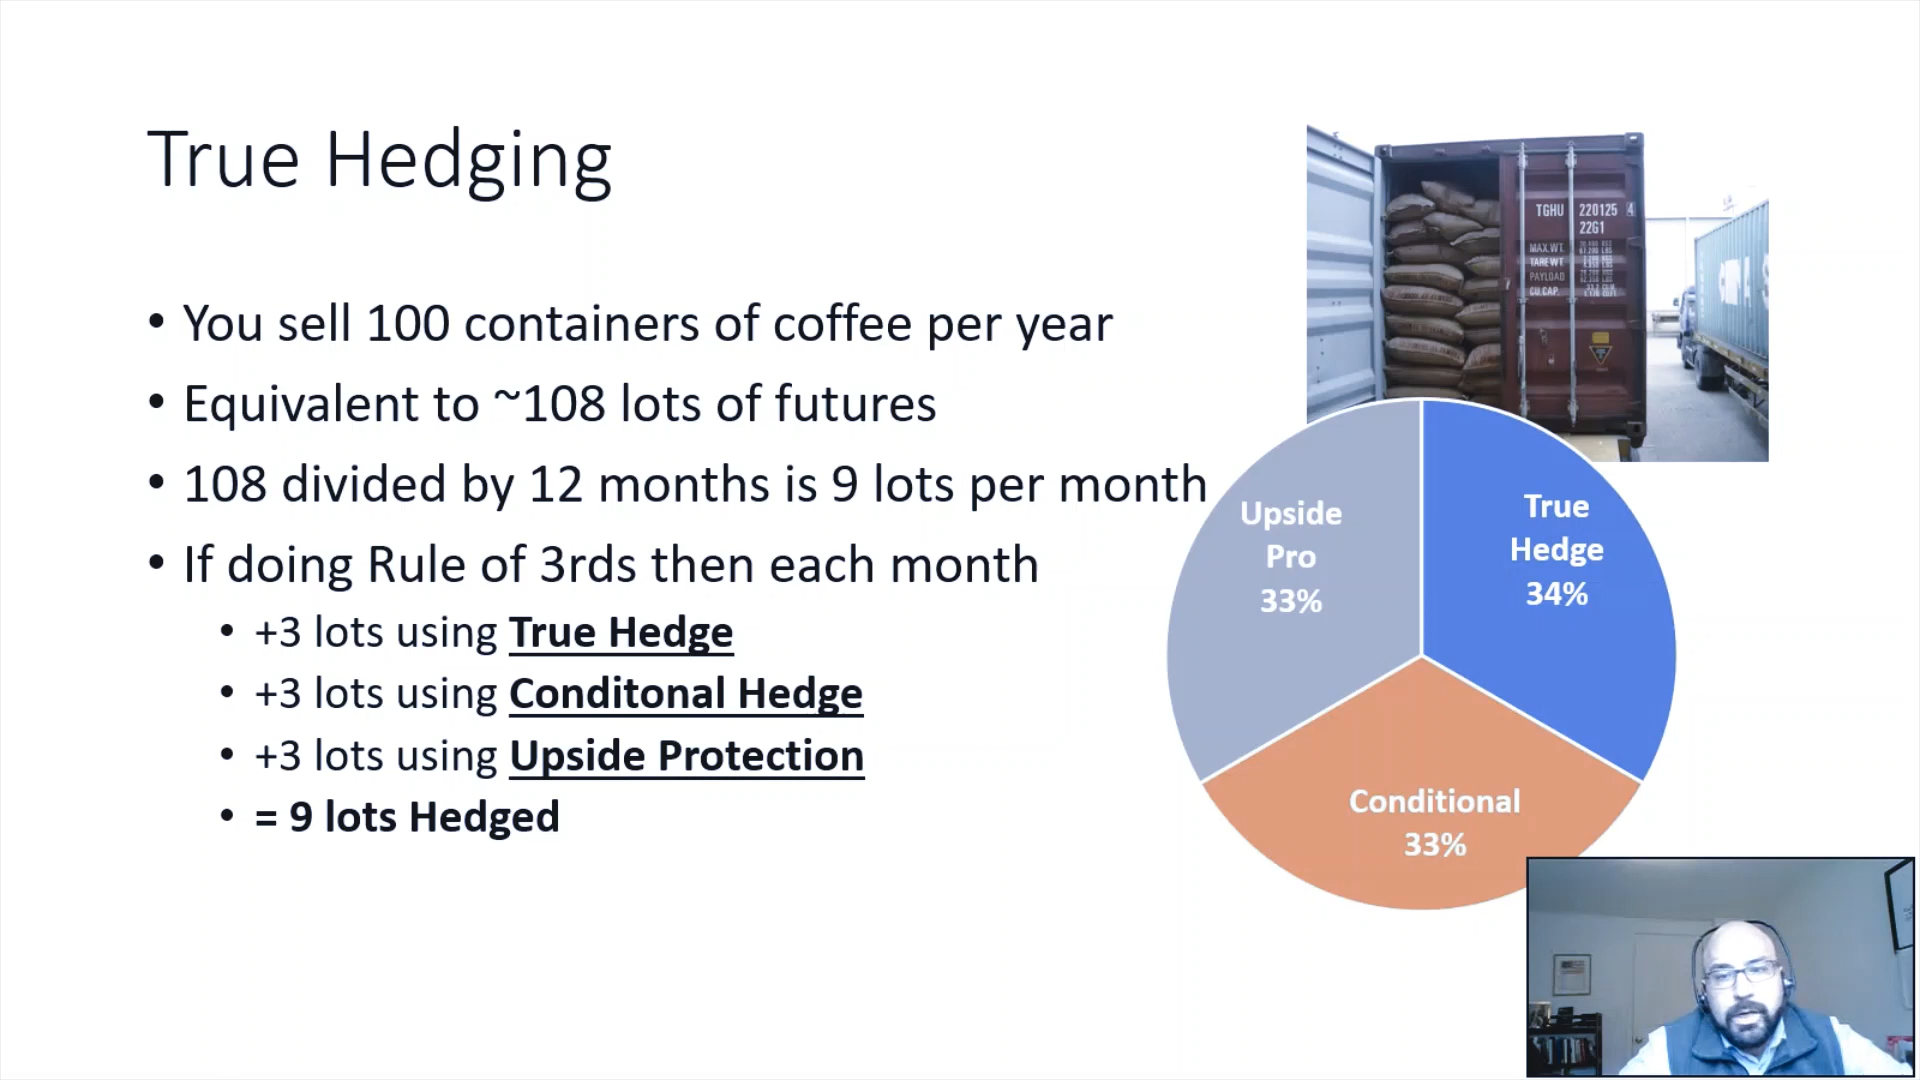 True Hedging
• You sell 100 containers of coffee per year
• Equivalent to ~108 lots of futures
• 108 divided by 12 months is 9 lots per month
• If doing Rule of 3rds then each month
• +3 lots using True Hedge
• +3 lots using Conditonal Hedge
• +3 lots using Upside Protection
• = 9 lots Hedged
TGHU 220125 4
22G1
MAX.WT.
TARE WT.
PAYLOAD
CU.CAP.
Upside
Pro
33%
True
Hedge
34%
Conditional
33%